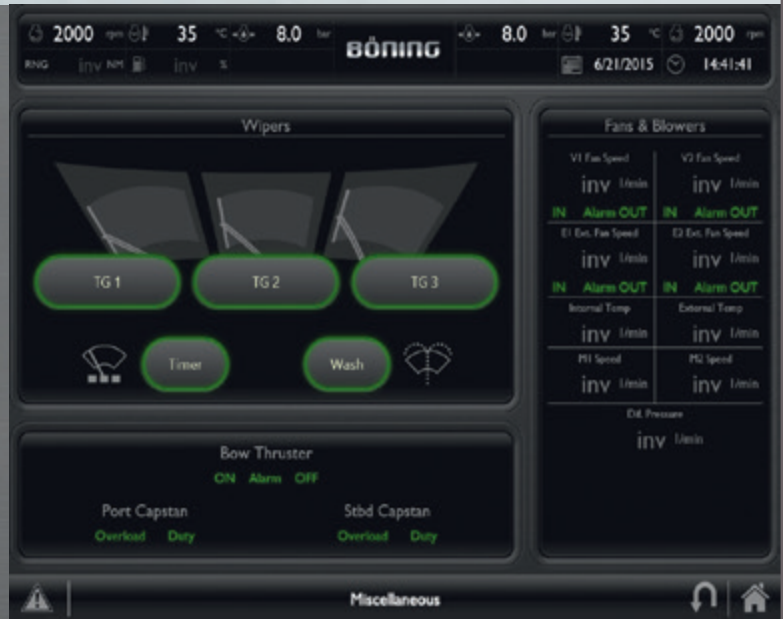 2000 rpm 35 °C 8.0 bar BÖNING 8.0 bar 35 °C 2000 rpm
RNG inv NM inv % 6/21/2015 14:41:41
Wipers
TG 1 TG 2 TG 3
Timer Wash
Bow Thruster
ON Alarm OFF
Port Capstan Stbd Capstan
Overload Duty Overload Duty
Fans & Blowers
V1 Fan Speed V2 Fan Speed
inv 1/min inv 1/min
IN Alarm OUT IN Alarm OUT
E1 Ext. Fan Speed E2 Ext. Fan Speed
inv 1/min inv 1/min
IN Alarm OUT IN Alarm OUT
Internal Temp External Temp
inv 1/min inv 1/min
M1 Speed M2 Speed
inv 1/min inv 1/min
Dif. Pressure
inv 1/min
Miscellaneous